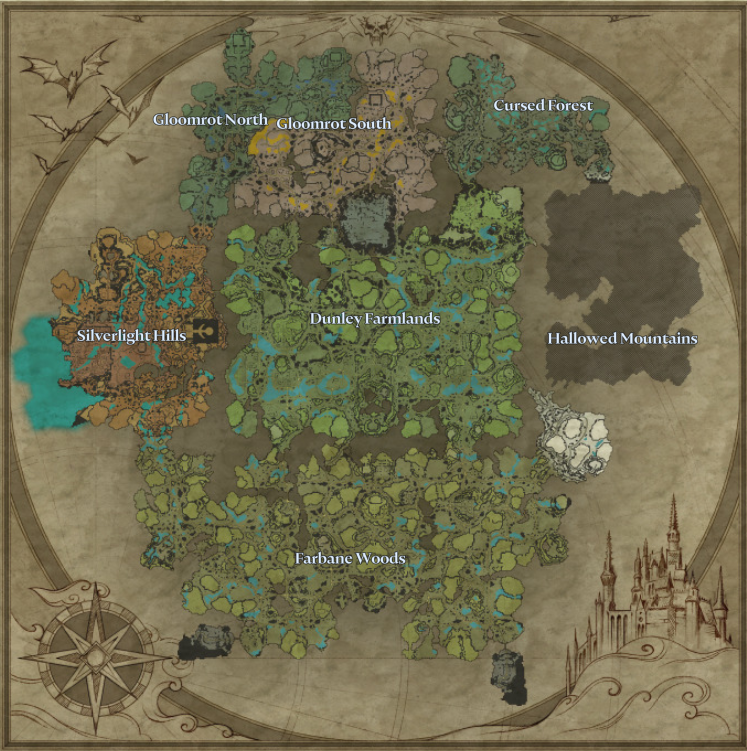 Gloomrot North
Gloomrot South
Cursed Forest
Dunley Farmlands
Silverlight Hills
Hallowed Mountains
Farbane Woods